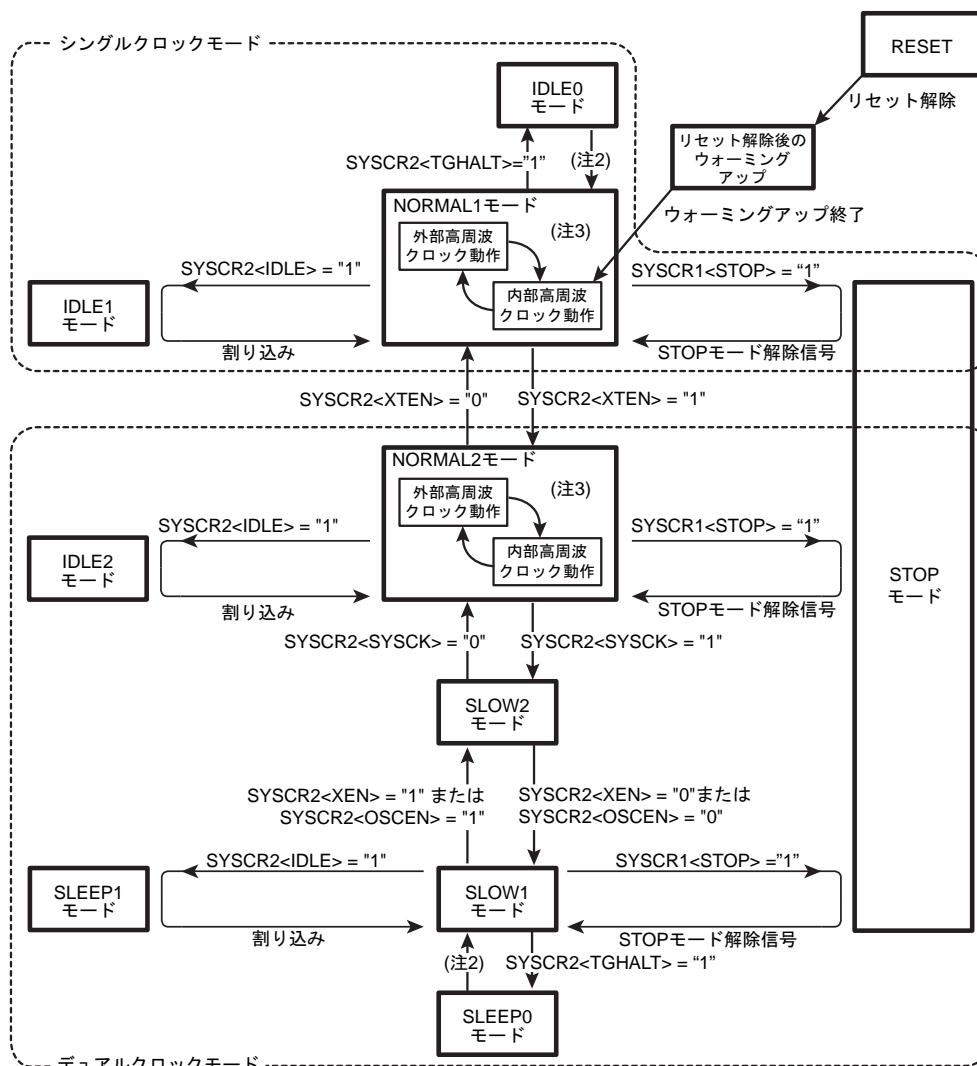 シングルクロックモード
RESET
IDLE0
モード
リセット解除
SYSCR2<TGHALT>="1"
(注2)
リセット解除後の
ウォーミング
アップ
NORMAL1モード
ウォーミングアップ終了
外部高周波
クロック動作
(注3)
内部高周波
クロック動作
SYSCR2<IDLE> = "1"
SYSCR1<STOP> = “1”
IDLE1
モード
割り込み
STOPモード解除信号
SYSCR2<XTEN> = "0"
SYSCR2<XTEN> = "1"
NORMAL2モード
外部高周波
クロック動作
(注3)
内部高周波
クロック動作
SYSCR2<IDLE> = "1"
SYSCR1<STOP> = “1”
IDLE2
モード
割り込み
STOPモード解除信号
STOP
モード
SYSCR2<SYSCK> = "0"
SYSCR2<SYSCK> = "1"
SLOW2
モード
SYSCR2<XEN> = "1" または
SYSCR2<OSCEN> = "1"
SYSCR2<XEN> = "0"または
SYSCR2<OSCEN> = "0"
SYSCR2<IDLE> = "1"
SYSCR1<STOP> =”1”
SLEEP1
モード
SLOW1
モード
割り込み
STOPモード解除信号
(注2)
SYSCR2<TGHALT> = “1”
SLEEP0
モード
デュアルクロックモード